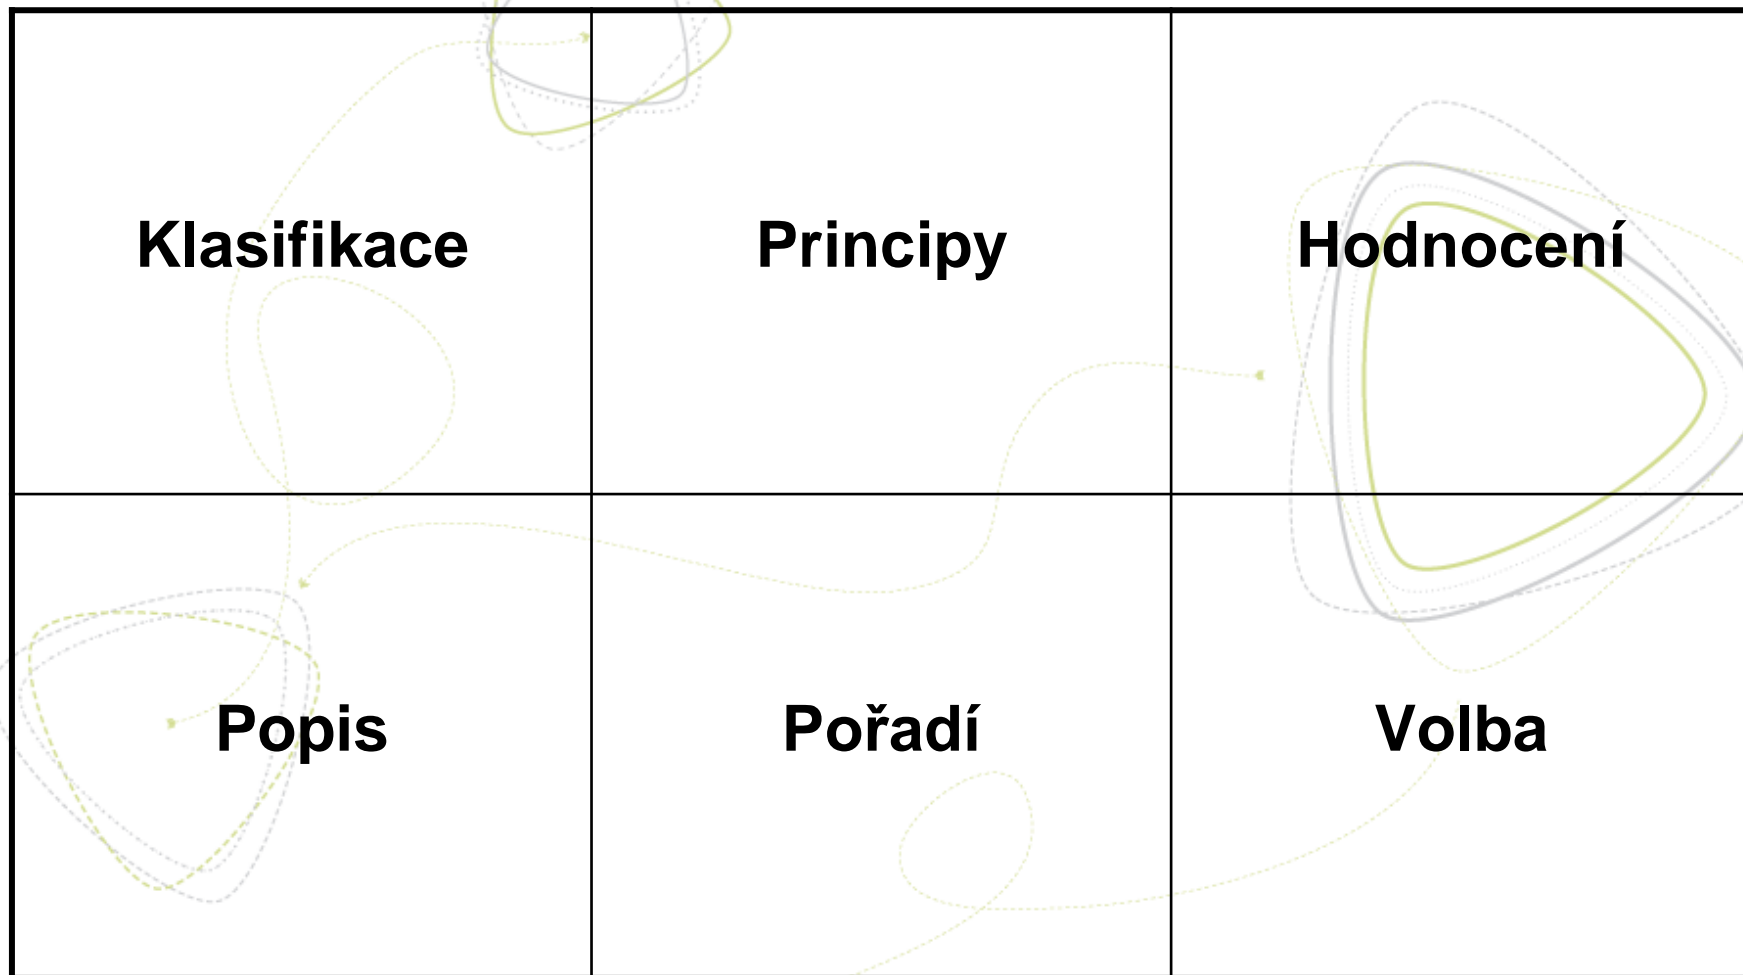 Klasifikace
Principy
Hodnocení
Popis
Pořadí
Volba